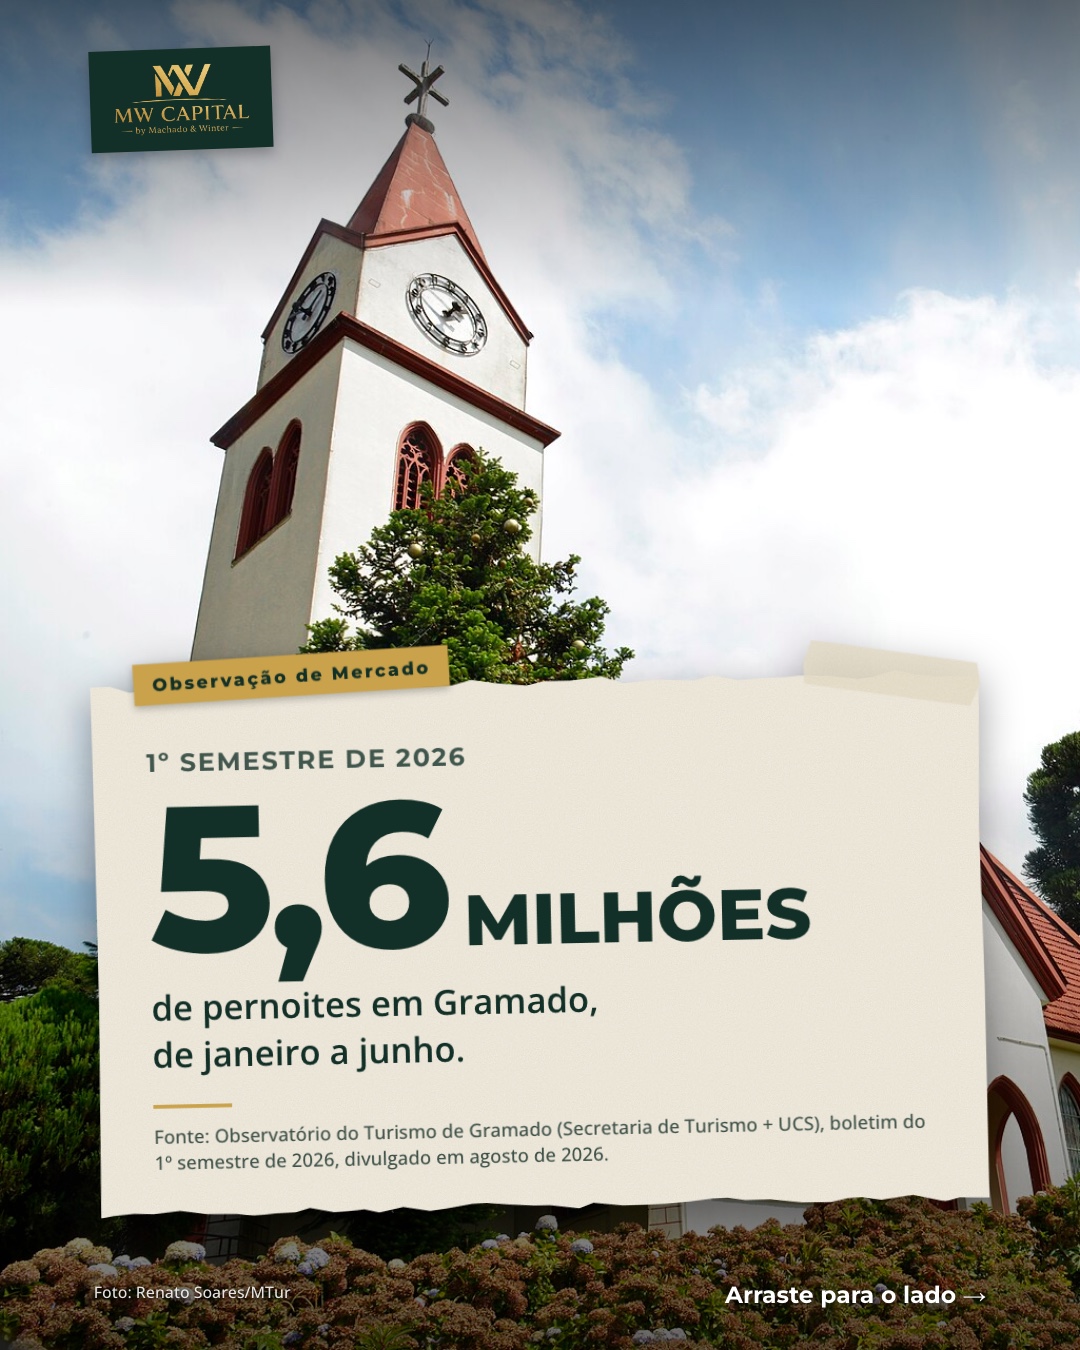 MW CAPITAL
by Machado & Winter
Observação de Mercado
1º SEMESTRE DE 2026
5,6 MILHÕES
de pernoites em Gramado,
de janeiro a junho.
Fonte: Observatório do Turismo de Gramado (Secretaria de Turismo + UCS), boletim do
1º semestre de 2026, divulgado em agosto de 2026.
Foto: Renato Soares/MTur
Arraste para o lado →